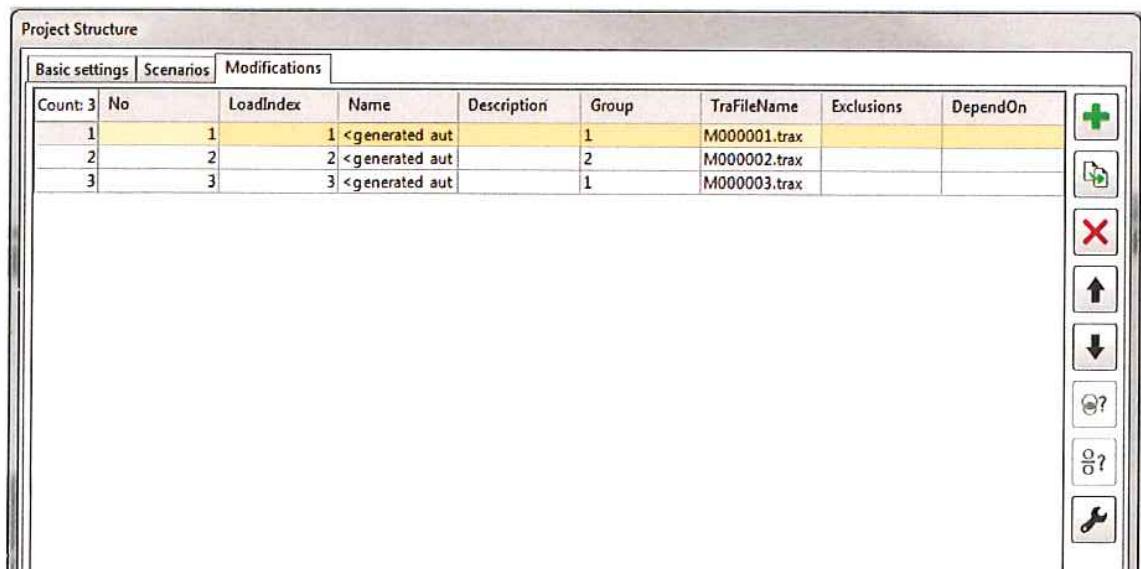 Project Structure
Basic settings Scenarios Modifications
Count: 3 No LoadIndex Name Description Group TraFileName Exclusions DependOn
1 1 1 <generated aut 1 M000001.trax
2 2 2 <generated aut 2 M000002.trax
3 3 3 <generated aut 1 M000003.trax
?
?